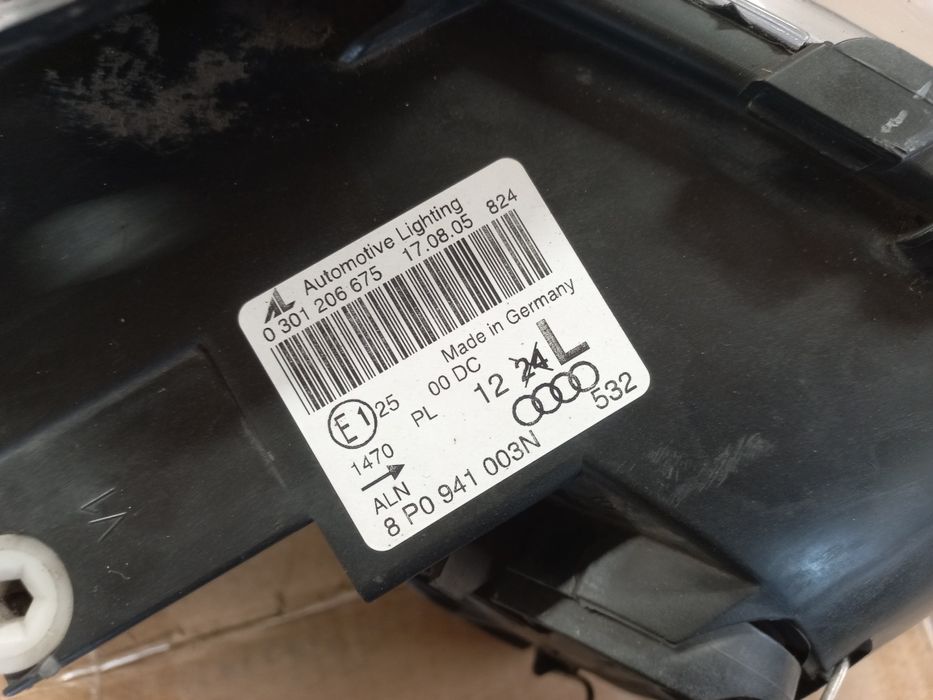 AL Automotive Lighting
0 301 206 675 17.08.05 824
Made in Germany
E1 25 00 DC
PL 12 24 L
1470
ALN
532
8 P0 941 003N